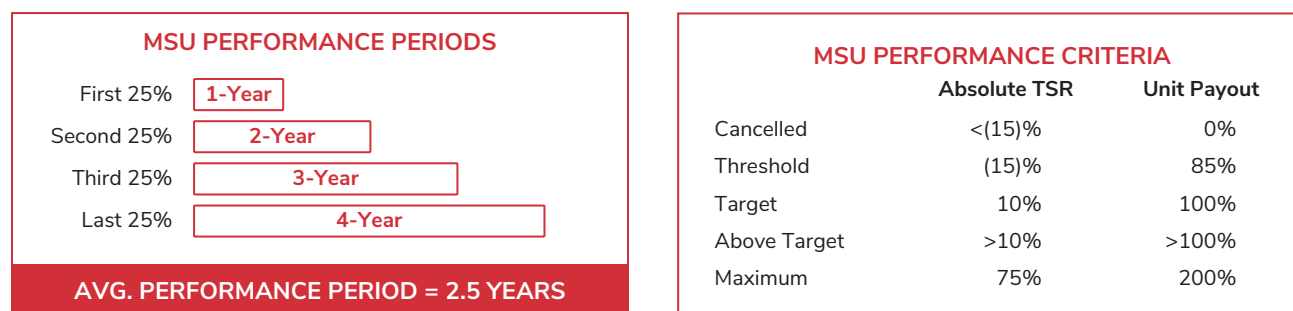 MSU PERFORMANCE PERIODS
First 25% 1-Year
Second 25% 2-Year
Third 25% 3-Year
Last 25% 4-Year
AVG. PERFORMANCE PERIOD = 2.5 YEARS
MSU PERFORMANCE CRITERIA
Absolute TSR Unit Payout
Cancelled <(15)% 0%
Threshold (15)% 85%
Target 10% 100%
Above Target >10% >100%
Maximum 75% 200%